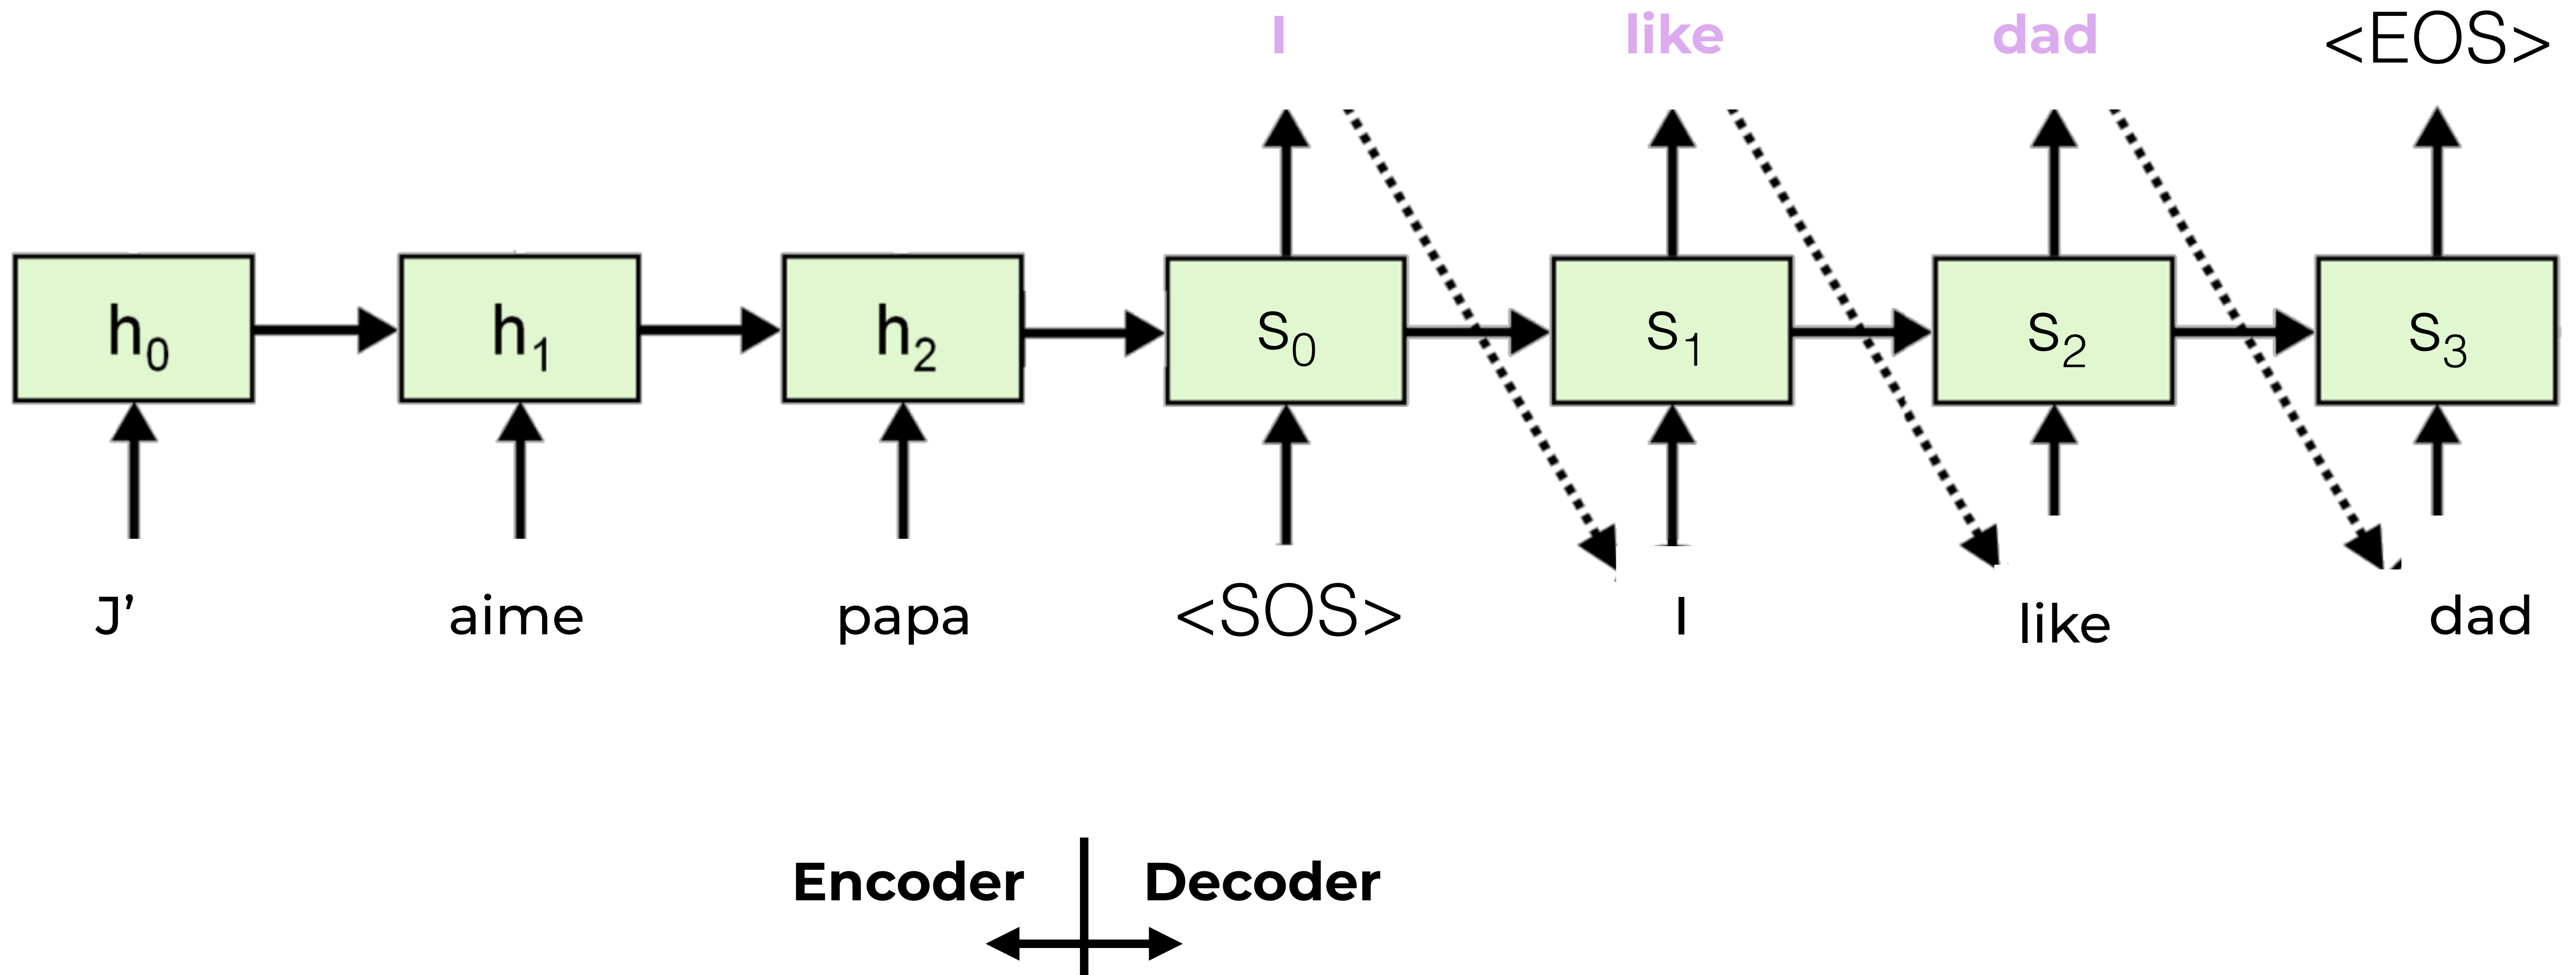 I like dad <EOS>
h0 h1 h2 s0 s1 s2 s3
J’ aime papa <SOS> I like dad
Encoder Decoder